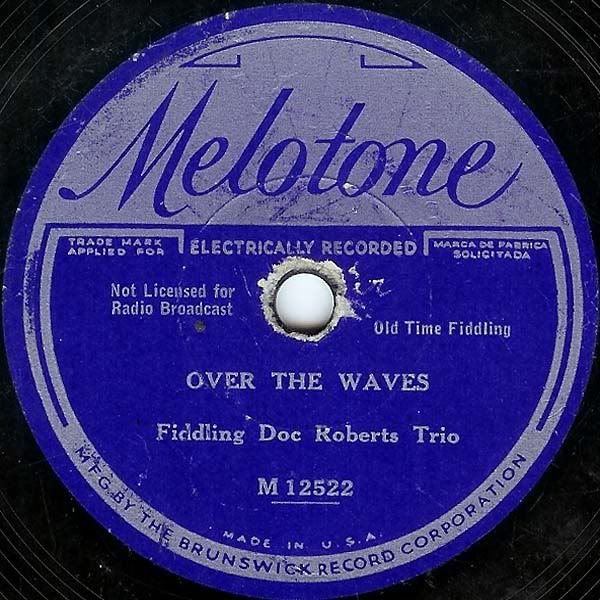 Melotone
TRADE MARK
APPLIED FOR
ELECTRICALLY RECORDED
MARCA DE FABRICA
SOLICITADA
Not Licensed for
Radio Broadcast
Old Time Fiddling
OVER THE WAVES
Fiddling Doc Roberts Trio
M 12522
MADE IN U.S.A.
MFG. BY THE BRUNSWICK RECORD CORPORATION